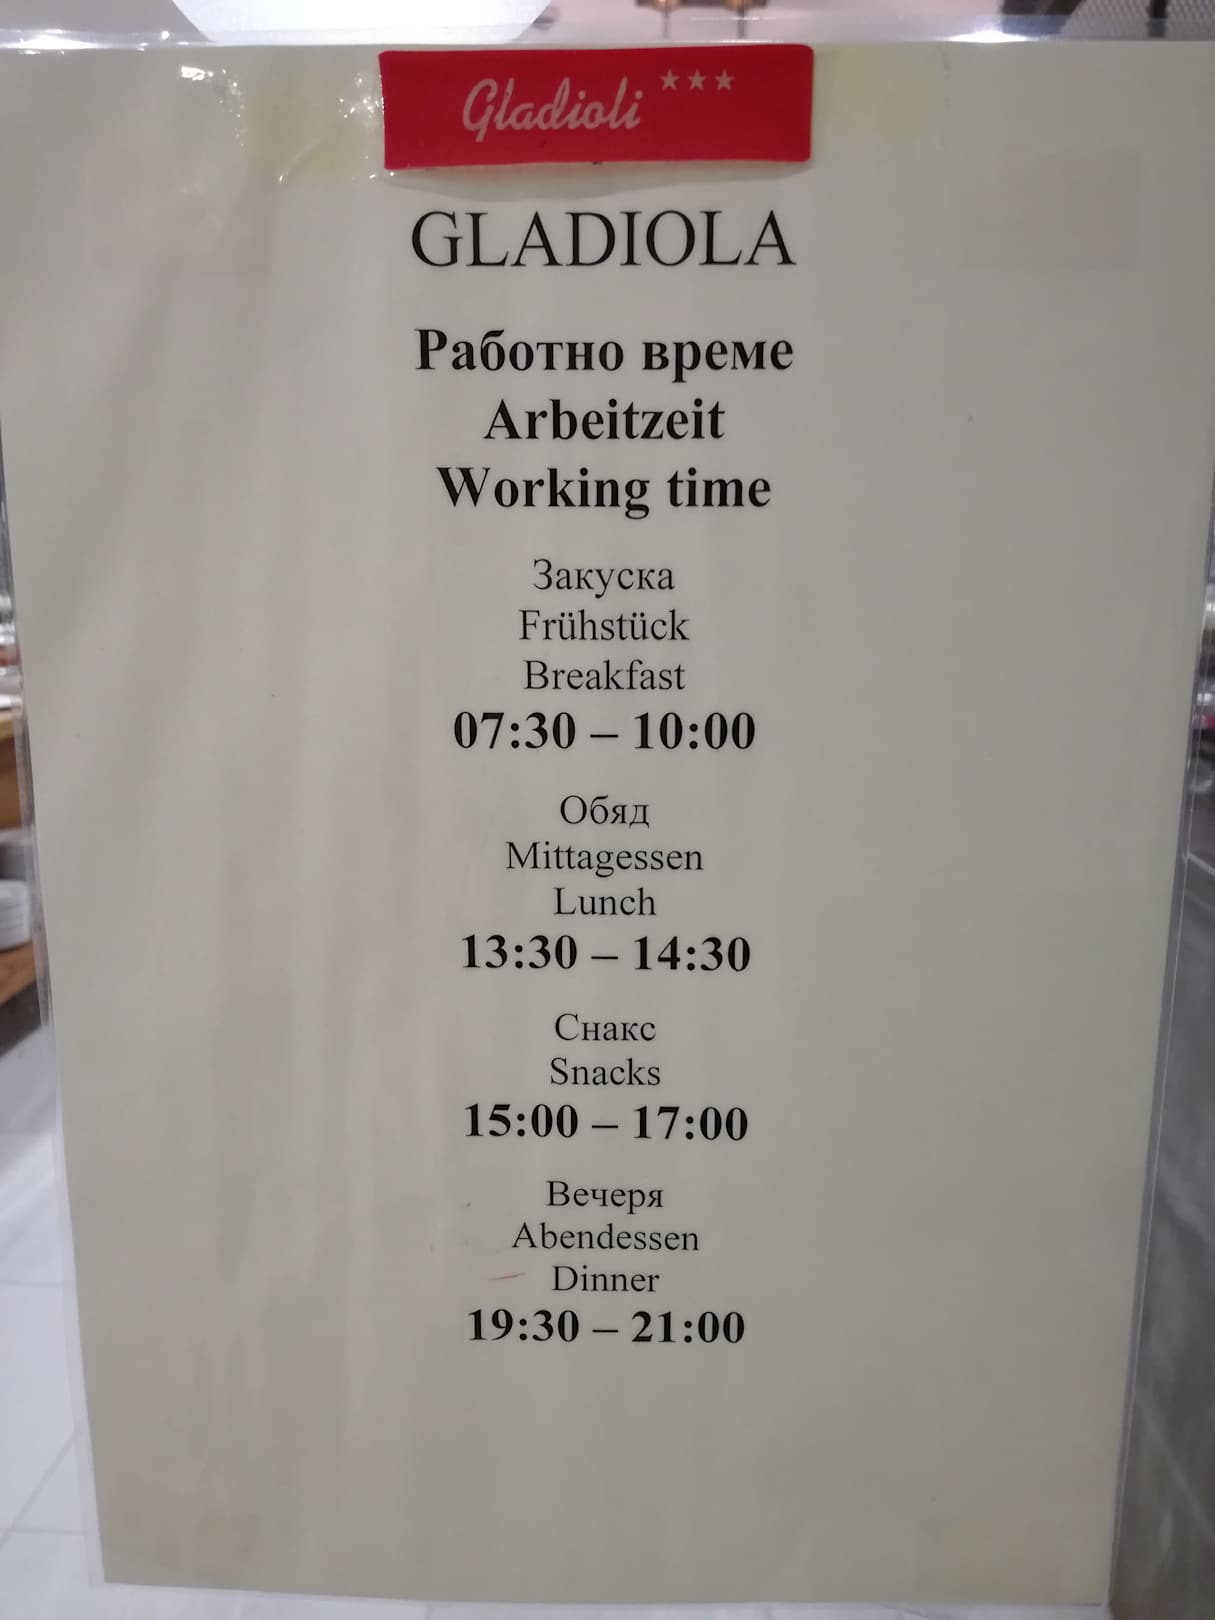 Gladioli ***
GLADIOLA
Работно време
Arbeitzeit
Working time
Закуска
Frühstück
Breakfast
07:30 – 10:00
Обяд
Mittagessen
Lunch
13:30 – 14:30
Снакс
Snacks
15:00 – 17:00
Вечеря
Abendessen
Dinner
19:30 – 21:00